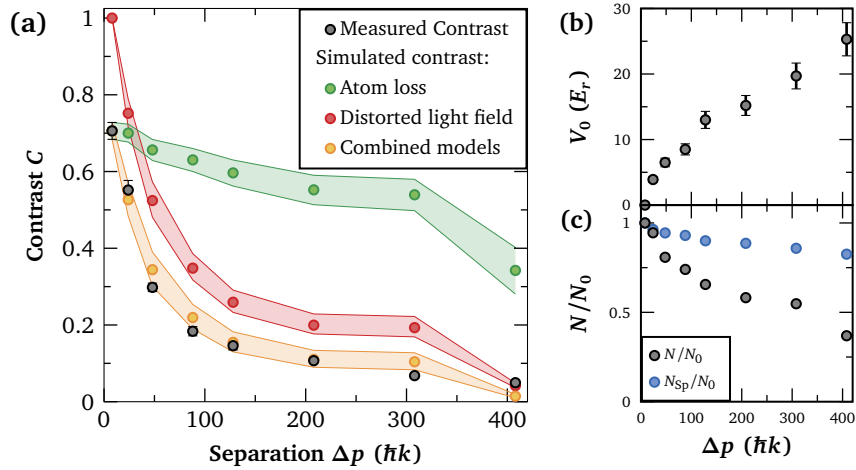 (a)
1
0.8
0.6
0.4
0.2
0
Contrast C
0
100
200
300
400
Separation Δp (ħk)
Measured Contrast
Simulated contrast:
Atom loss
Distorted light field
Combined models
(b)
30
20
10
0
V₀ (Eᵣ)
(c)
1
0.5
0
N/N₀
N/N₀
N_Sp/N₀
0
100
200
300
400
Δp (ħk)